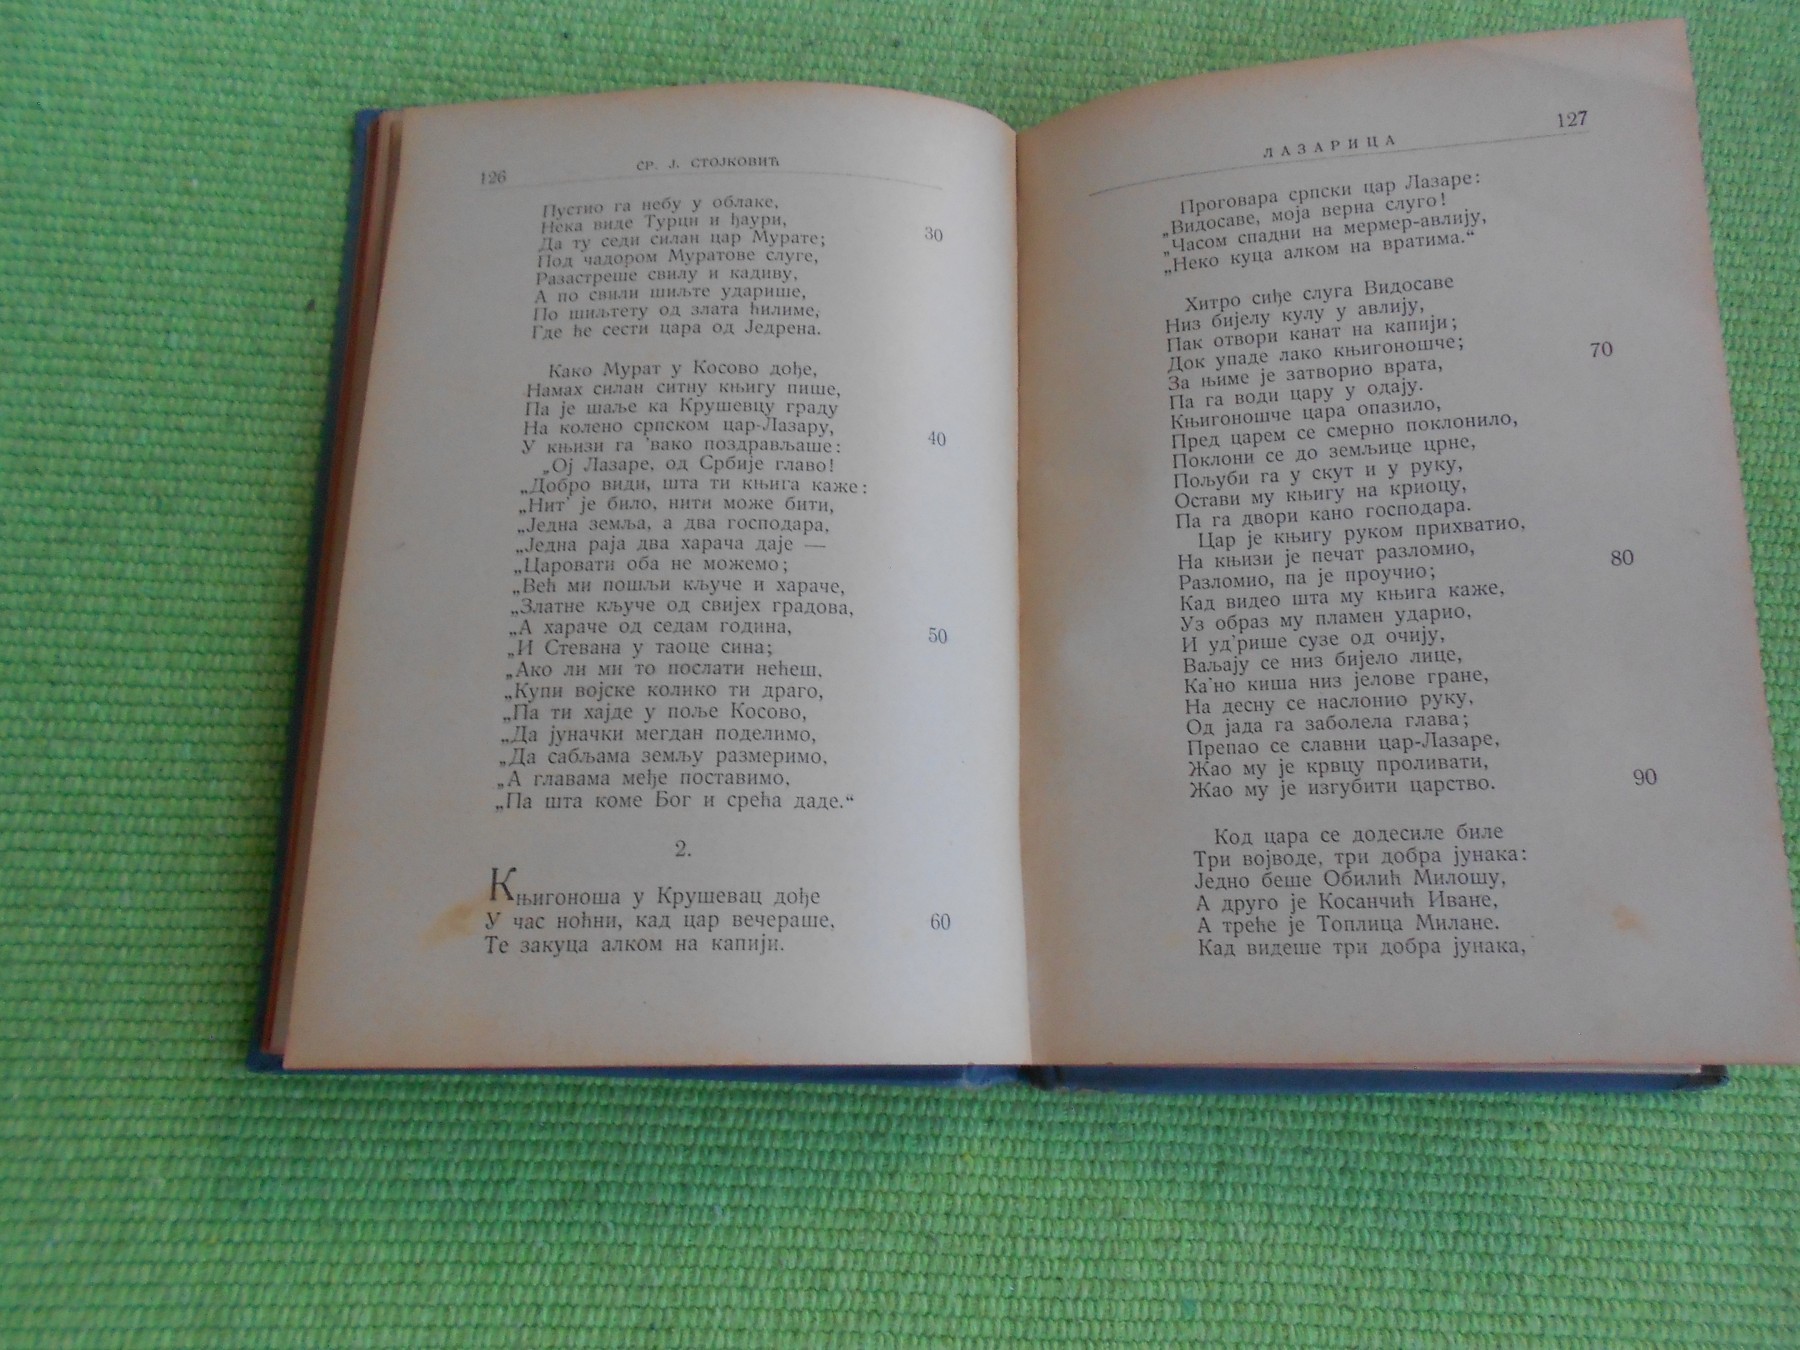 126
СР. Ј. СТОЈКОВИЋ
Пустио га небу у облаке,
Нека виде Турци и ђаури,
Да ту седи силан цар Мурате; 30
Под чадором Муратове слуге,
Разастреше свилу и кадиву,
А по свили шиљте ударише,
По шиљтету од злата ћилиме,
Где ће сести цара од Једрена.
Како Мурат у Косово дође,
Намах силан ситну књигу пише,
Па је шаље ка Крушевцу граду
На колено српском цар-Лазару,
У књизи га 'вако поздрављаше: 40
„Ој Лазаре, од Србије главо!
„Добро види, шта ти књига каже:
„Нит' је било, нити може бити,
„Једна земља, а два господара,
„Једна раја два харача даје —
„Царовати оба не можемо;
„Већ ми пошљи кључе и хараче,
„Златне кључе од свијех градова,
„А хараче од седам година, 50
„И Стевана у таоце сина;
„Ако ли ми то послати нећеш,
„Купи војске колико ти драго,
„Па ти хајде у поље Косово,
„Да јуначки мегдан поделимо,
„Да сабљама земљу размеримо,
„А главама међе поставимо,
„Па шта коме Бог и срећа даде.“
2.
Књигоноша у Крушевац дође
У час ноћни, кад цар вечераше, 60
Те закуца алком на капији.
ЛАЗАРИЦА
127
Проговара српски цар Лазаре:
„Видосаве, моја верна слуго!
„Часом спадни на мермер-авлију,
„Неко куца алком на вратима.“
Хитро сиђе слуга Видосаве
Низ бијелу кулу у авлију,
Пак отвори канат на капији;
Док упаде лако књигоношче; 70
За њиме је затворио врата,
Па га води цару у одају.
Књигоношче цара опазило,
Пред царем се смерно поклонило,
Поклони се до земљице црне,
Пољуби га у скут и у руку,
Остави му књигу на криоцу,
Па га двори кано господара.
Цар је књигу руком прихватио,
На књизи је печат разломио, 80
Разломио, па је проучио;
Кад видео шта му књига каже,
Уз образ му пламен ударио,
И уд'рише сузе од очију,
Ваљају се низ бијело лице,
Ка'но киша низ јелове гране,
На десну се наслонио руку,
Од јада га заболела глава;
Препао се славни цар-Лазаре,
Жао му је крвцу проливати,
Жао му је изгубити царство. 90
Код цара се додесиле биле
Три војводе, три добра јунака:
Једно беше Обилић Милошу,
А друго је Косанчић Иване,
А треће је Топлица Милане.
Кад видеше три добра јунака,